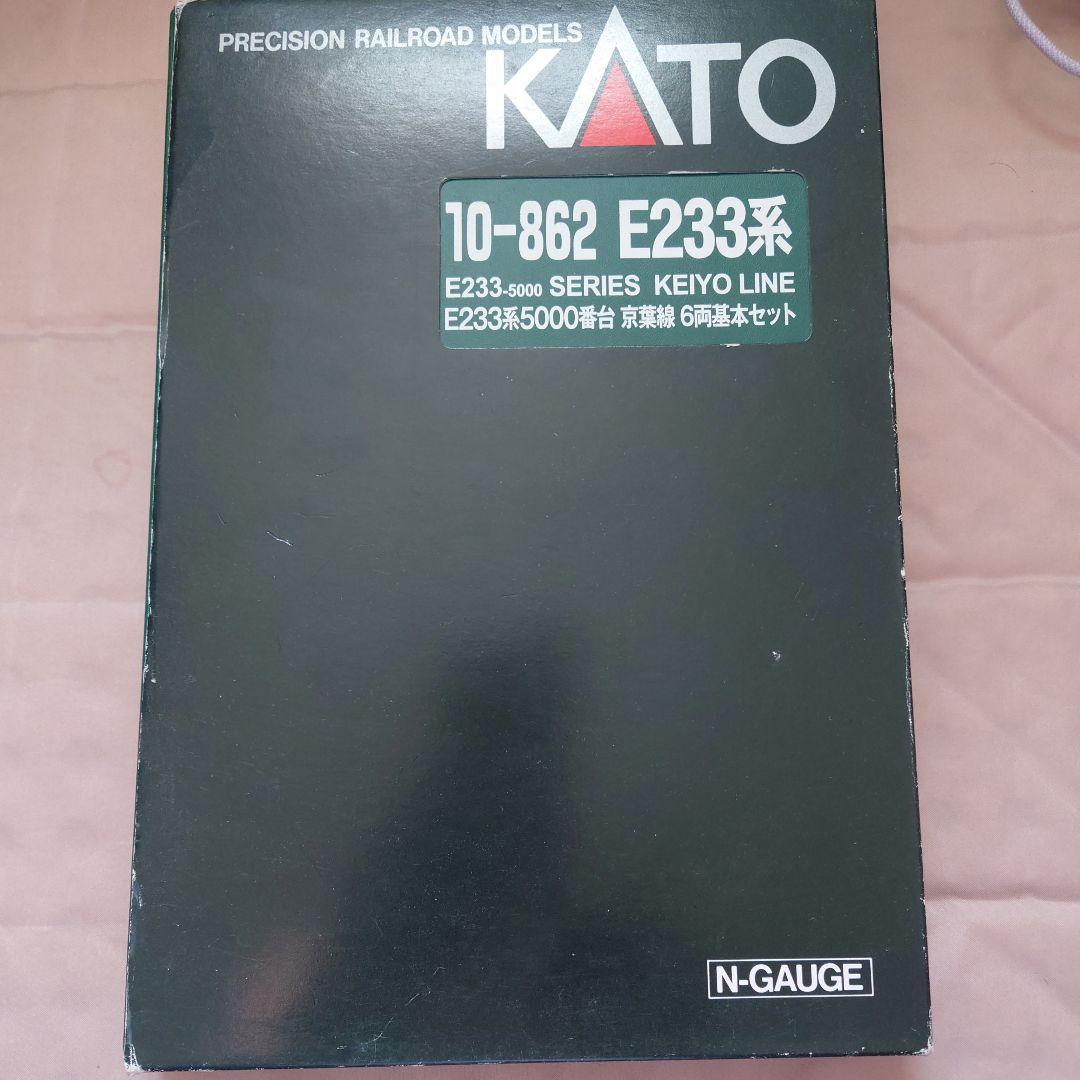 PRECISION RAILROAD MODELS
KATO
10-862 E233系
E233-5000 SERIES KEIYO LINE
E233系5000番台 京葉線 6両基本セット
N-GAUGE